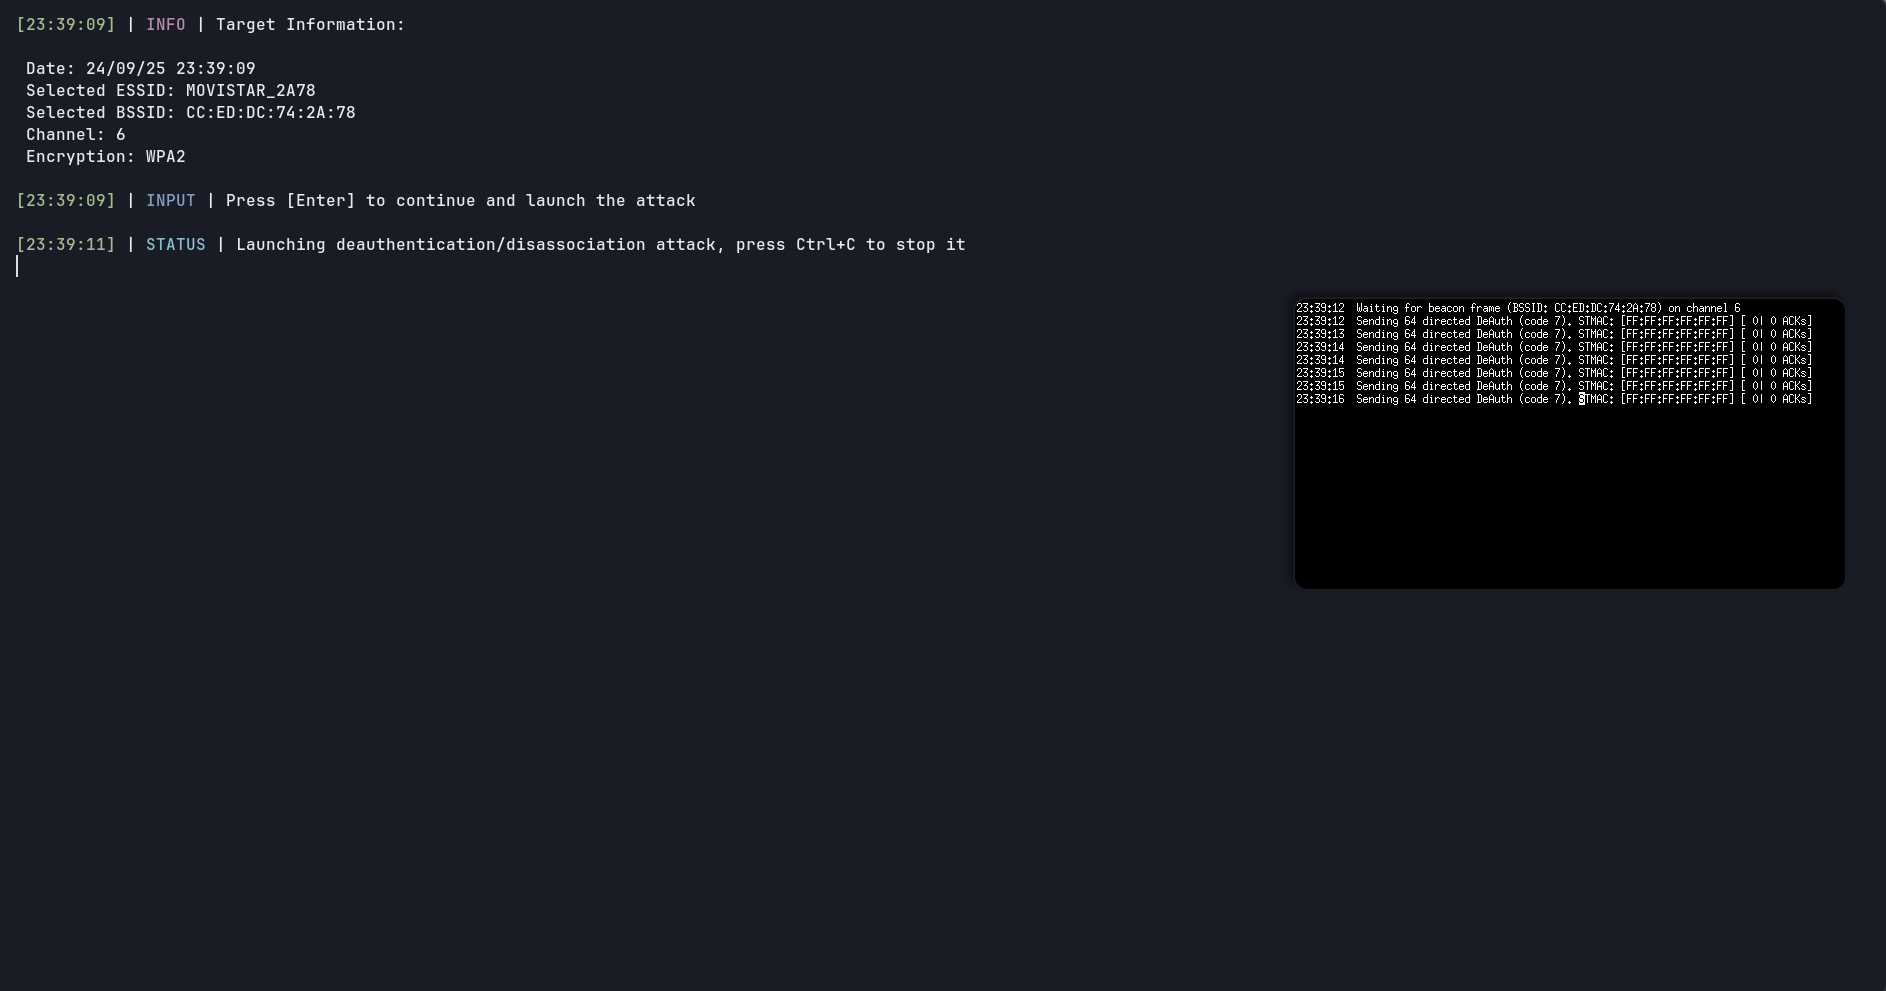 [23:39:09] | INFO | Target Information:
Date: 24/09/25 23:39:09
Selected ESSID: MOVISTAR_2A78
Selected BSSID: CC:ED:DC:74:2A:78
Channel: 6
Encryption: WPA2
[23:39:09] | INPUT | Press [Enter] to continue and launch the attack
[23:39:11] | STATUS | Launching deauthentication/disassociation attack, press Ctrl+C to stop it
23:39:12  Waiting for beacon frame (BSSID: CC:ED:DC:74:2A:78) on channel 6
23:39:12  Sending 64 directed DeAuth (code 7). STMAC: [FF:FF:FF:FF:FF:FF] [ 0| 0 ACKs]
23:39:13  Sending 64 directed DeAuth (code 7). STMAC: [FF:FF:FF:FF:FF:FF] [ 0| 0 ACKs]
23:39:14  Sending 64 directed DeAuth (code 7). STMAC: [FF:FF:FF:FF:FF:FF] [ 0| 0 ACKs]
23:39:14  Sending 64 directed DeAuth (code 7). STMAC: [FF:FF:FF:FF:FF:FF] [ 0| 0 ACKs]
23:39:15  Sending 64 directed DeAuth (code 7). STMAC: [FF:FF:FF:FF:FF:FF] [ 0| 0 ACKs]
23:39:15  Sending 64 directed DeAuth (code 7). STMAC: [FF:FF:FF:FF:FF:FF] [ 0| 0 ACKs]
23:39:16  Sending 64 directed DeAuth (code 7). STMAC: [FF:FF:FF:FF:FF:FF] [ 0| 0 ACKs]